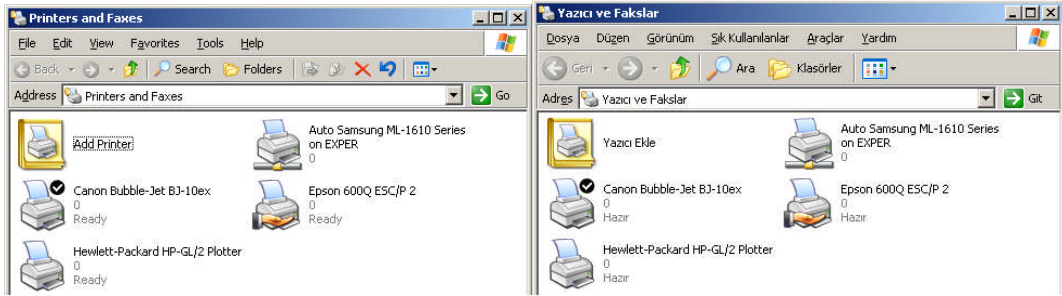 Printers and Faxes
File Edit View Favorites Tools Help
Back Search Folders
Address Printers and Faxes Go
Add Printer
Auto Samsung ML-1610 Series
on EXPER
0
Canon Bubble-Jet BJ-10ex
0
Ready
Epson 600Q ESC/P 2
0
Ready
Hewlett-Packard HP-GL/2 Plotter
0
Ready
Yazıcı ve Fakslar
Dosya Düzen Görünüm Sık Kullanılanlar Araçlar Yardım
Geri Ara Klasörler
Adres Yazıcı ve Fakslar Git
Yazıcı Ekle
Auto Samsung ML-1610 Series
on EXPER
0
Canon Bubble-Jet BJ-10ex
0
Hazır
Epson 600Q ESC/P 2
0
Hazır
Hewlett-Packard HP-GL/2 Plotter
0
Hazır